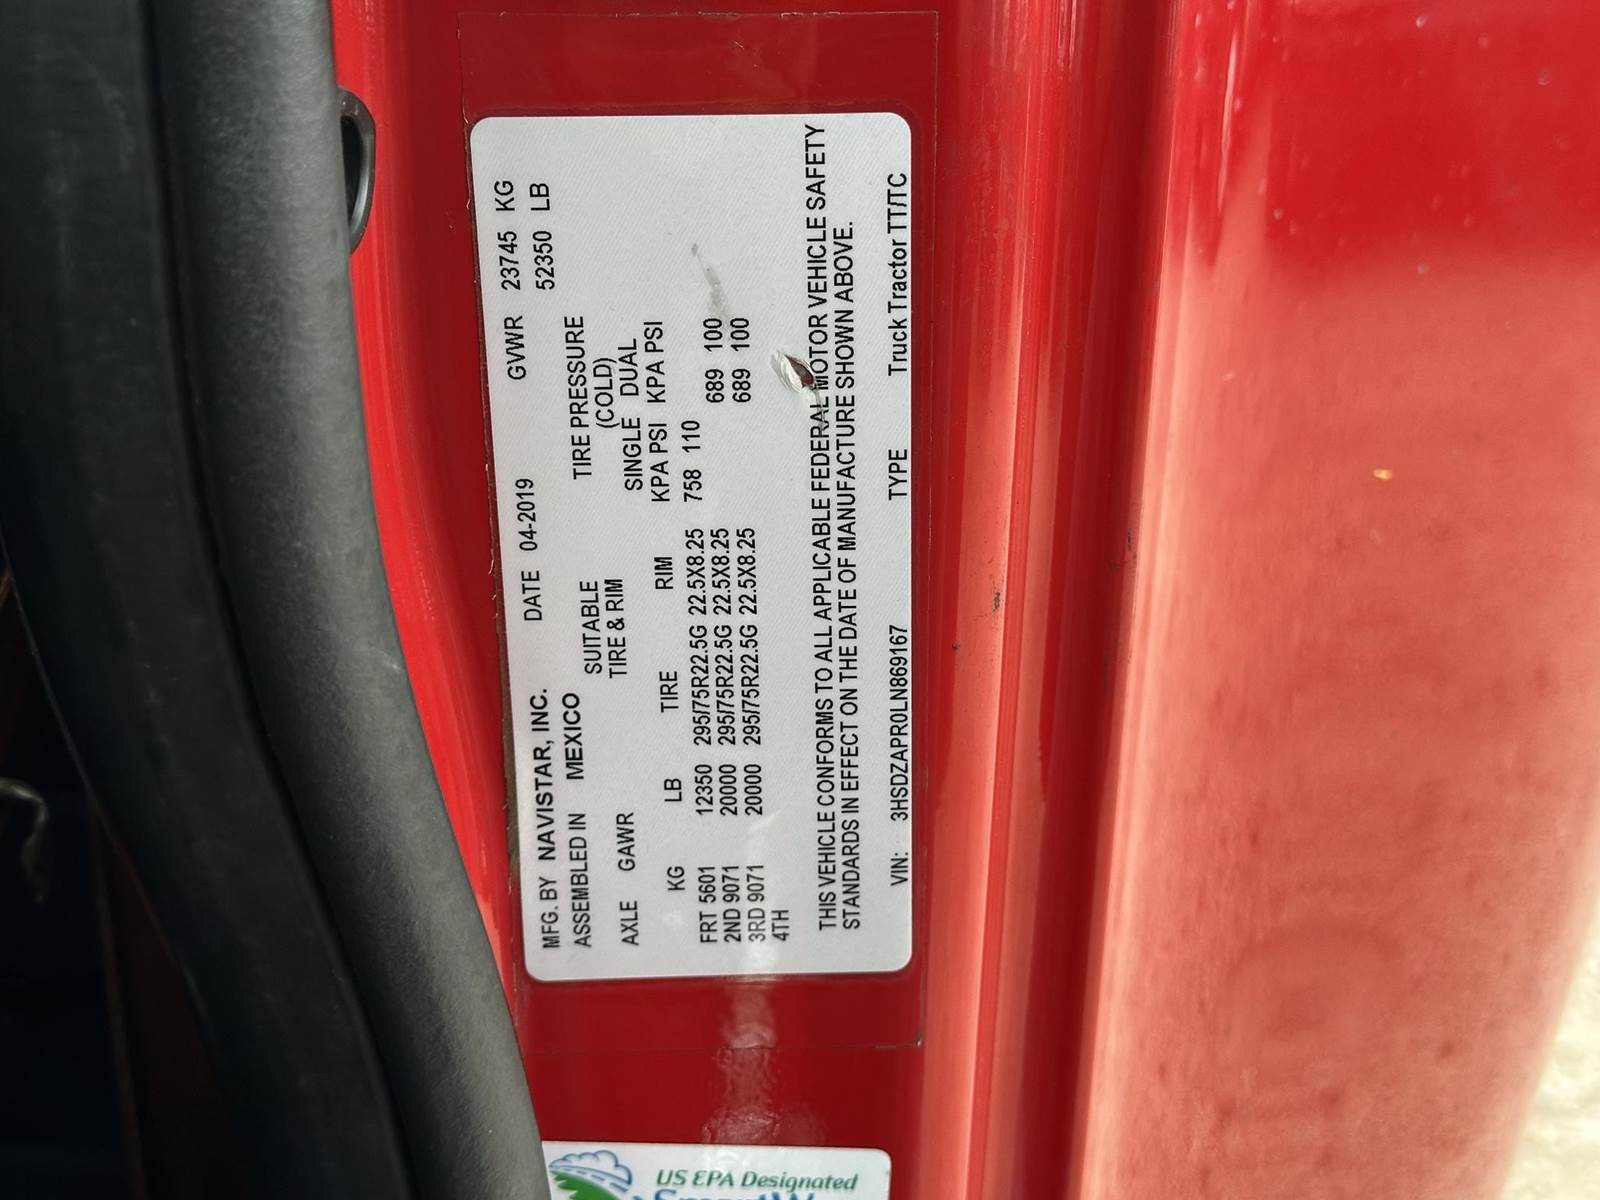 MFG. BY NAVISTAR, INC. DATE 04-2019 GVWR 23745 KG
ASSEMBLED IN MEXICO 52350 LB
SUITABLE TIRE PRESSURE
AXLE GAWR TIRE & RIM (COLD)
SINGLE DUAL
KG LB TIRE RIM KPA PSI KPA PSI
FRT 5601 12350 295/75R22.5G 22.5X8.25 758 110
2ND 9071 20000 295/75R22.5G 22.5X8.25 689 100
3RD 9071 20000 295/75R22.5G 22.5X8.25 689 100
4TH
THIS VEHICLE CONFORMS TO ALL APPLICABLE FEDERAL MOTOR VEHICLE SAFETY
STANDARDS IN EFFECT ON THE DATE OF MANUFACTURE SHOWN ABOVE.
VIN: 3HSDZAPR0LN869167 TYPE Truck Tractor TT/TC
US EPA Designated